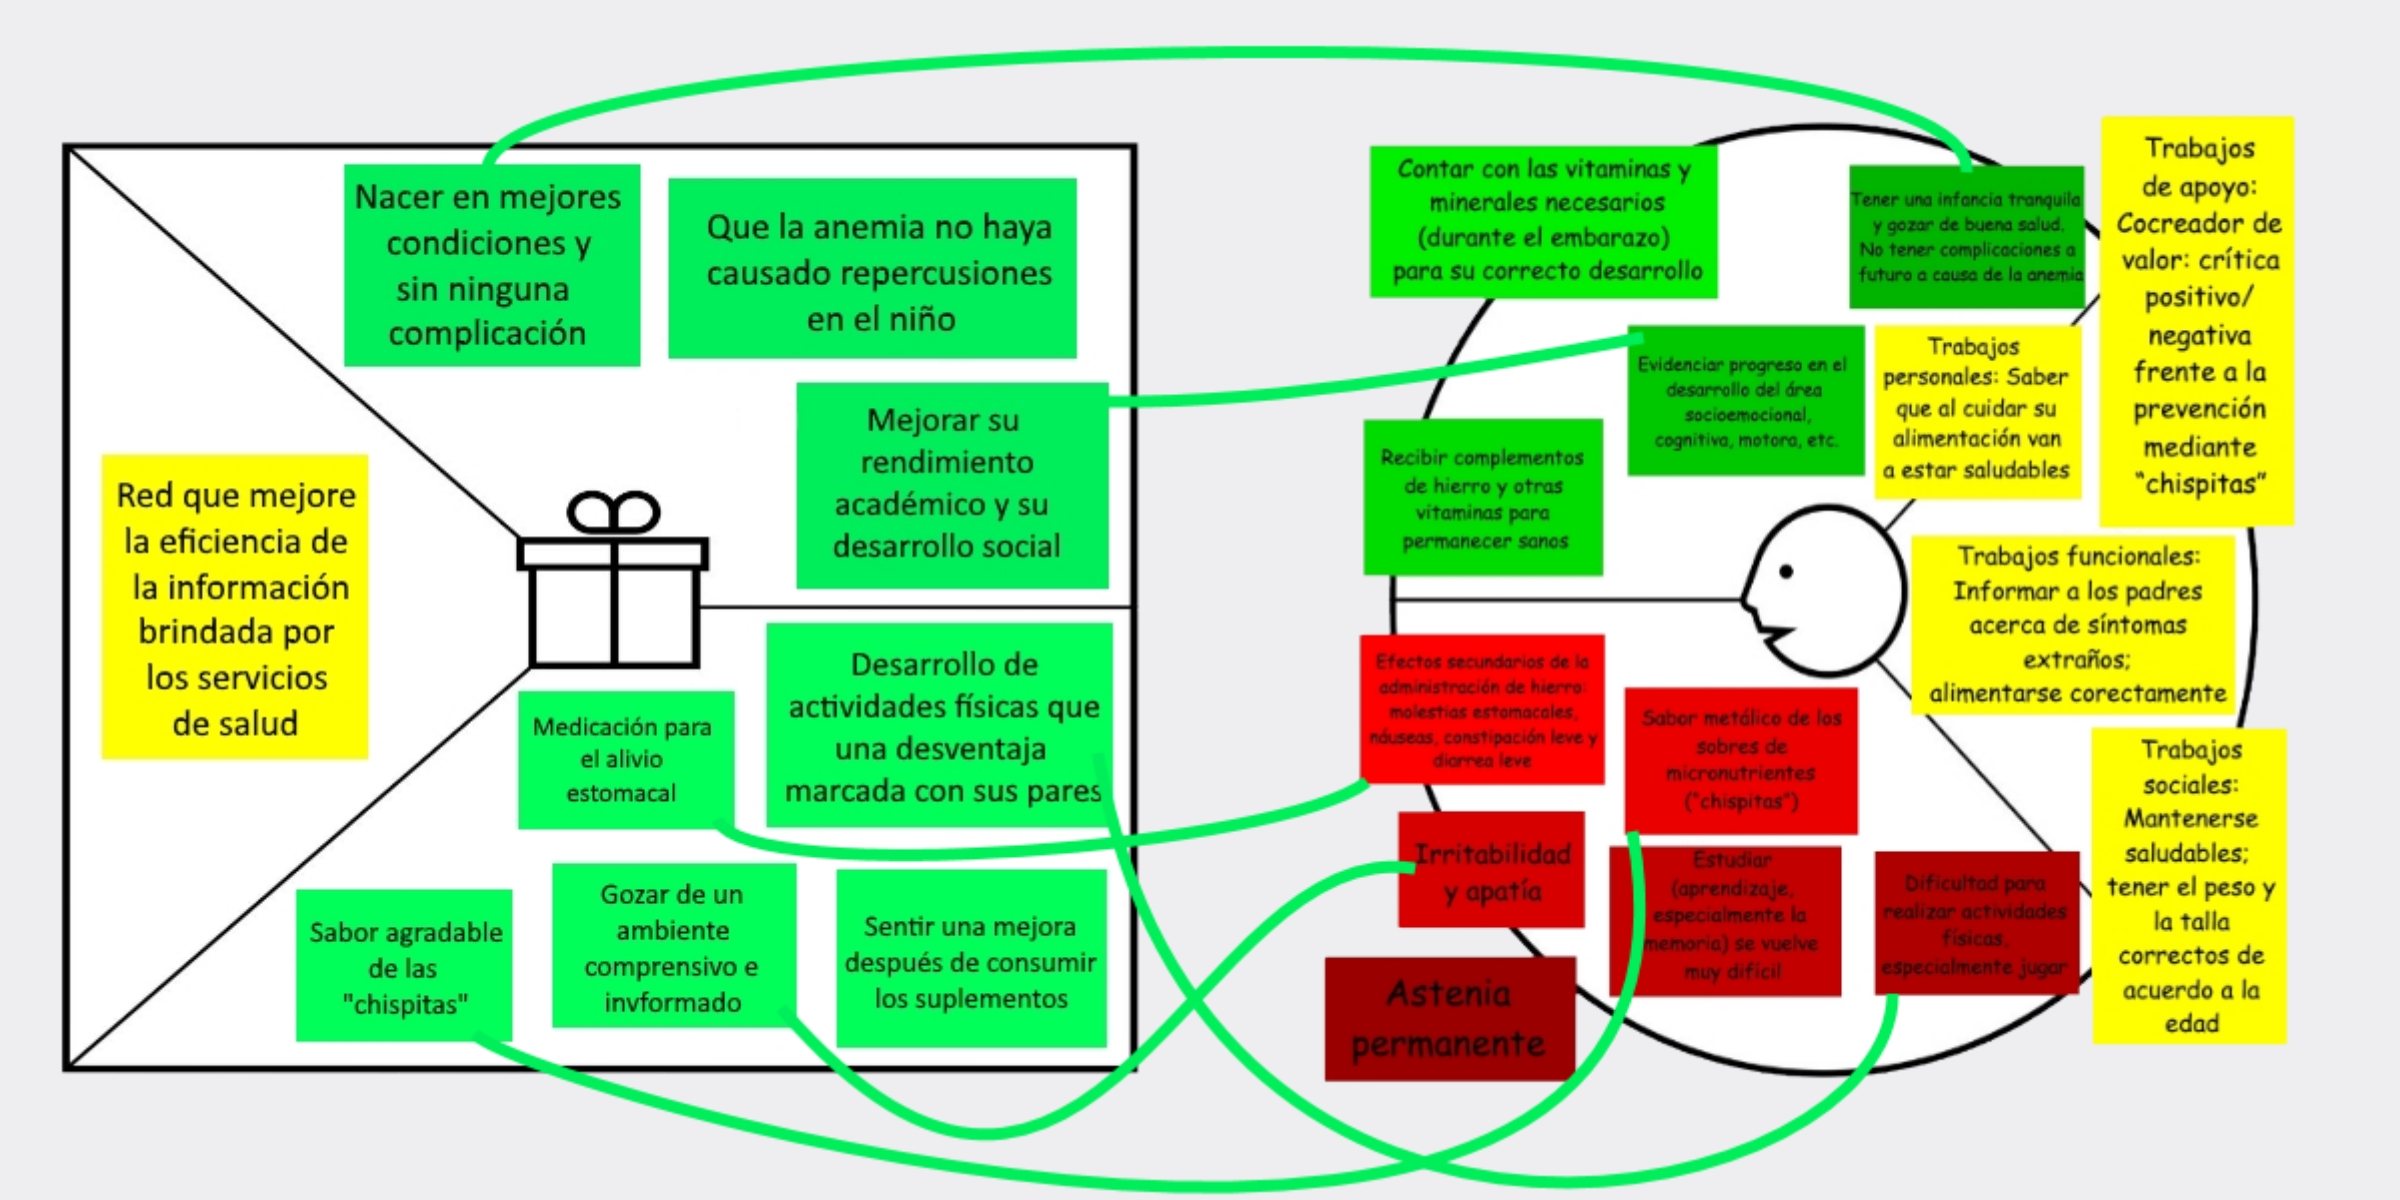 Nacer en mejores
condiciones y
sin ninguna
complicación
Que la anemia no haya
causado repercusiones
en el niño
Mejorar su
rendimiento
académico y su
desarrollo social
Red que mejore
la eficiencia de
la información
brindada por
los servicios
de salud
Desarrollo de
actividades físicas que
una desventaja
marcada con sus pares
Medicación para
el alivio
estomacal
Sabor agradable
de las
"chispitas"
Gozar de un
ambiente
comprensivo e
invformado
Sentir una mejora
después de consumir
los suplementos
Contar con las vitaminas y
minerales necesarios
(durante el embarazo)
para su correcto desarrollo
Tener una infancia tranquila
y gozar de buena salud.
No tener complicaciones a
futuro a causa de la anemia
Evidenciar progreso en el
desarrollo del área
socioemocional,
cognitiva, motora, etc.
Recibir complementos
de hierro y otras
vitaminas para
permanecer sanos
Trabajos
personales: Saber
que al cuidar su
alimentación van
a estar saludables
Trabajos
de apoyo:
Cocreador de
valor: crítica
positivo/
negativa
frente a la
prevención
mediante
“chispitas”
Trabajos funcionales:
Informar a los padres
acerca de síntomas
extraños;
alimentarse corectamente
Trabajos
sociales:
Mantenerse
saludables;
tener el peso y
la talla
correctos de
acuerdo a la
edad
Efectos secundarios de la
administración de hierro:
molestias estomacales,
náuseas, constipación leve y
diarrea leve
Sabor metálico de los
sobres de
micronutrientes
(“chispitas”)
Irritabilidad
y apatía
Estudiar
(aprendizaje,
especialmente la
memoria) se vuelve
muy difícil
Dificultad para
realizar actividades
físicas,
especialmente jugar
Astenia
permanente